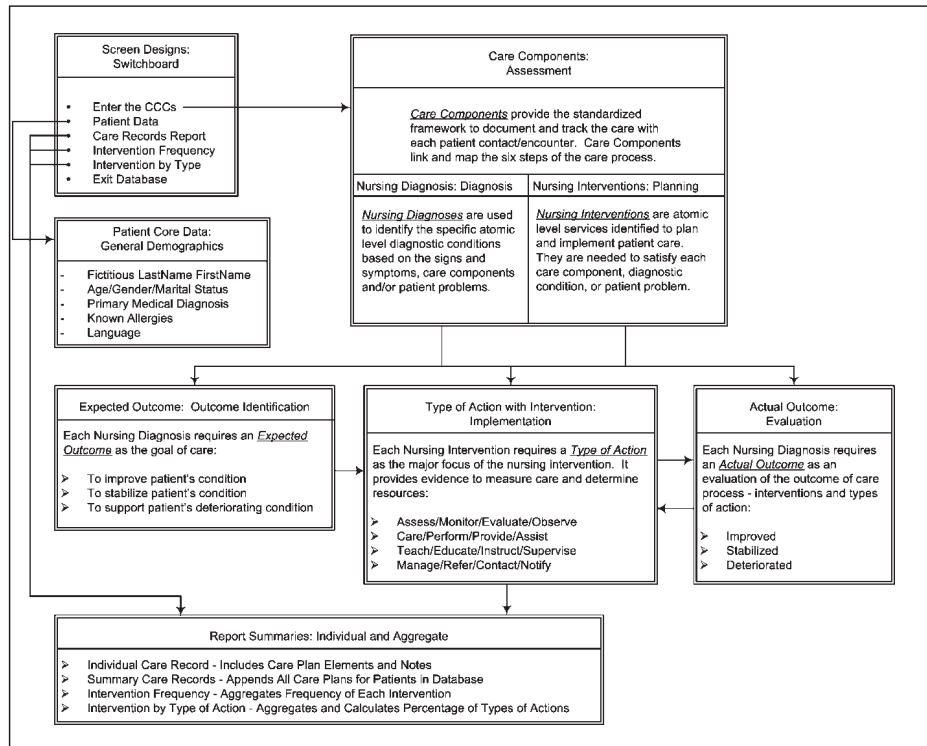 Screen Designs:
Switchboard
• Enter the CCCs
• Patient Data
• Care Records Report
• Intervention Frequency
• Intervention by Type
• Exit Database
Care Components:
Assessment
Care Components provide the standardized
framework to document and track the care with
each patient contact/encounter. Care Components
link and map the six steps of the care process.
Nursing Diagnosis: Diagnosis
Nursing Diagnoses are used
to identify the specific atomic
level diagnostic conditions
based on the signs and
symptoms, care components
and/or patient problems.
Nursing Interventions: Planning
Nursing Interventions are atomic
level services identified to plan
and implement patient care.
They are needed to satisfy each
care component, diagnostic
condition, or patient problem.
Patient Core Data:
General Demographics
- Fictitious LastName FirstName
- Age/Gender/Marital Status
- Primary Medical Diagnosis
- Known Allergies
- Language
Expected Outcome: Outcome Identification
Each Nursing Diagnosis requires an Expected
Outcome as the goal of care:
➢ To improve patient's condition
➢ To stabilize patient's condition
➢ To support patient's deteriorating condition
Type of Action with Intervention:
Implementation
Each Nursing Intervention requires a Type of Action
as the major focus of the nursing intervention. It
provides evidence to measure care and determine
resources:
➢ Assess/Monitor/Evaluate/Observe
➢ Care/Perform/Provide/Assist
➢ Teach/Educate/Instruct/Supervise
➢ Manage/Refer/Contact/Notify
Actual Outcome:
Evaluation
Each Nursing Diagnosis requires
an Actual Outcome as an
evaluation of the outcome of care
process - interventions and types
of action:
➢ Improved
➢ Stabilized
➢ Deteriorated
Report Summaries: Individual and Aggregate
➢ Individual Care Record - Includes Care Plan Elements and Notes
➢ Summary Care Records - Appends All Care Plans for Patients in Database
➢ Intervention Frequency - Aggregates Frequency of Each Intervention
➢ Intervention by Type of Action - Aggregates and Calculates Percentage of Types of Actions